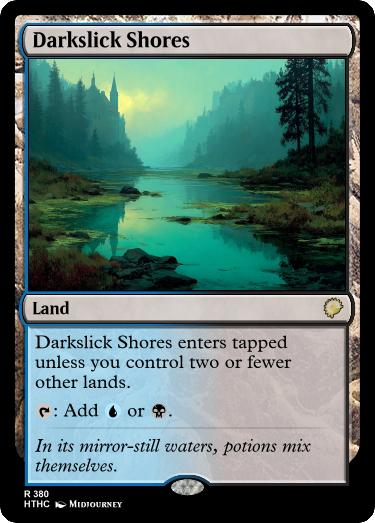 Darkslick Shores
Land
Darkslick Shores enters tapped
unless you control two or fewer
other lands.
: Add or .
In its mirror-still waters, potions mix
themselves.
R 380
HTHC Midjourney